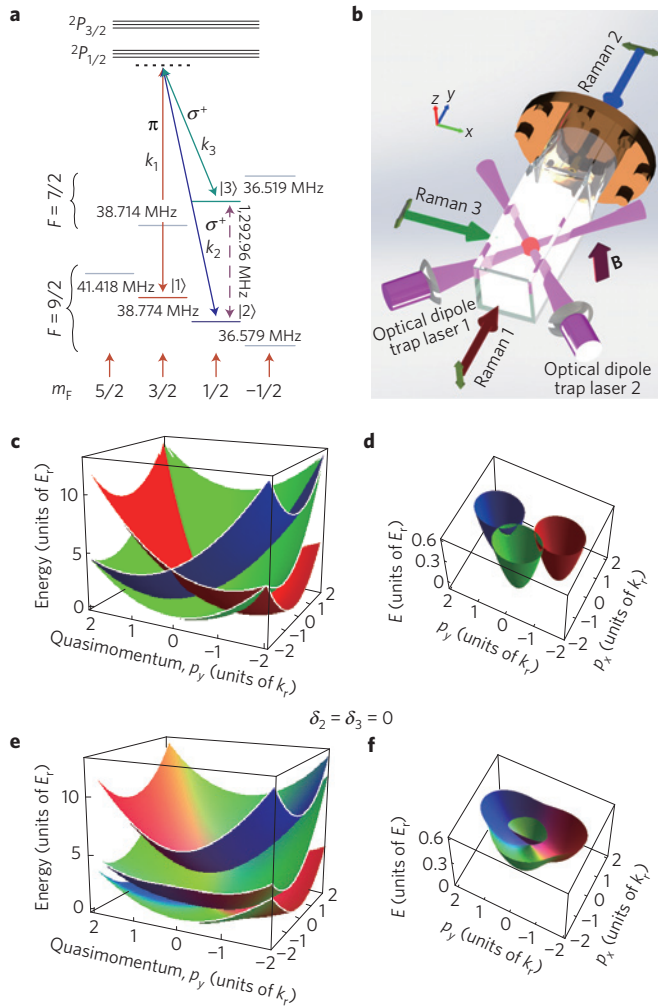 a
²P₃/₂
²P₁/₂
π
σ⁺
k₁
k₃
F = 7/2
|3⟩
36.519 MHz
38.714 MHz
σ⁺
k₂
1,292.96 MHz
F = 9/2
41.418 MHz
|1⟩
38.774 MHz
|2⟩
36.579 MHz
m_F
5/2
3/2
1/2
−1/2
b
Raman 2
z
y
x
Raman 3
B
Optical dipole
trap laser 1
Raman 1
Optical dipole
trap laser 2
c
Energy (units of Eᵣ)
10
5
0
2
1
0
−1
−2
Quasimomentum, p_y (units of kᵣ)
−2
−1
0
1
2
d
E (units of Eᵣ)
0.6
0.3
0
2
1
0
−1
−2
p_y (units of kᵣ)
−2
−1
0
1
2
p_x (units of kᵣ)
δ₂ = δ₃ = 0
e
Energy (units of Eᵣ)
10
5
0
2
1
0
−1
−2
Quasimomentum, p_y (units of kᵣ)
−2
−1
0
1
2
f
E (units of Eᵣ)
0.6
0.3
0
2
1
0
−1
−2
p_y (units of kᵣ)
−2
−1
0
1
2
p_x (units of kᵣ)